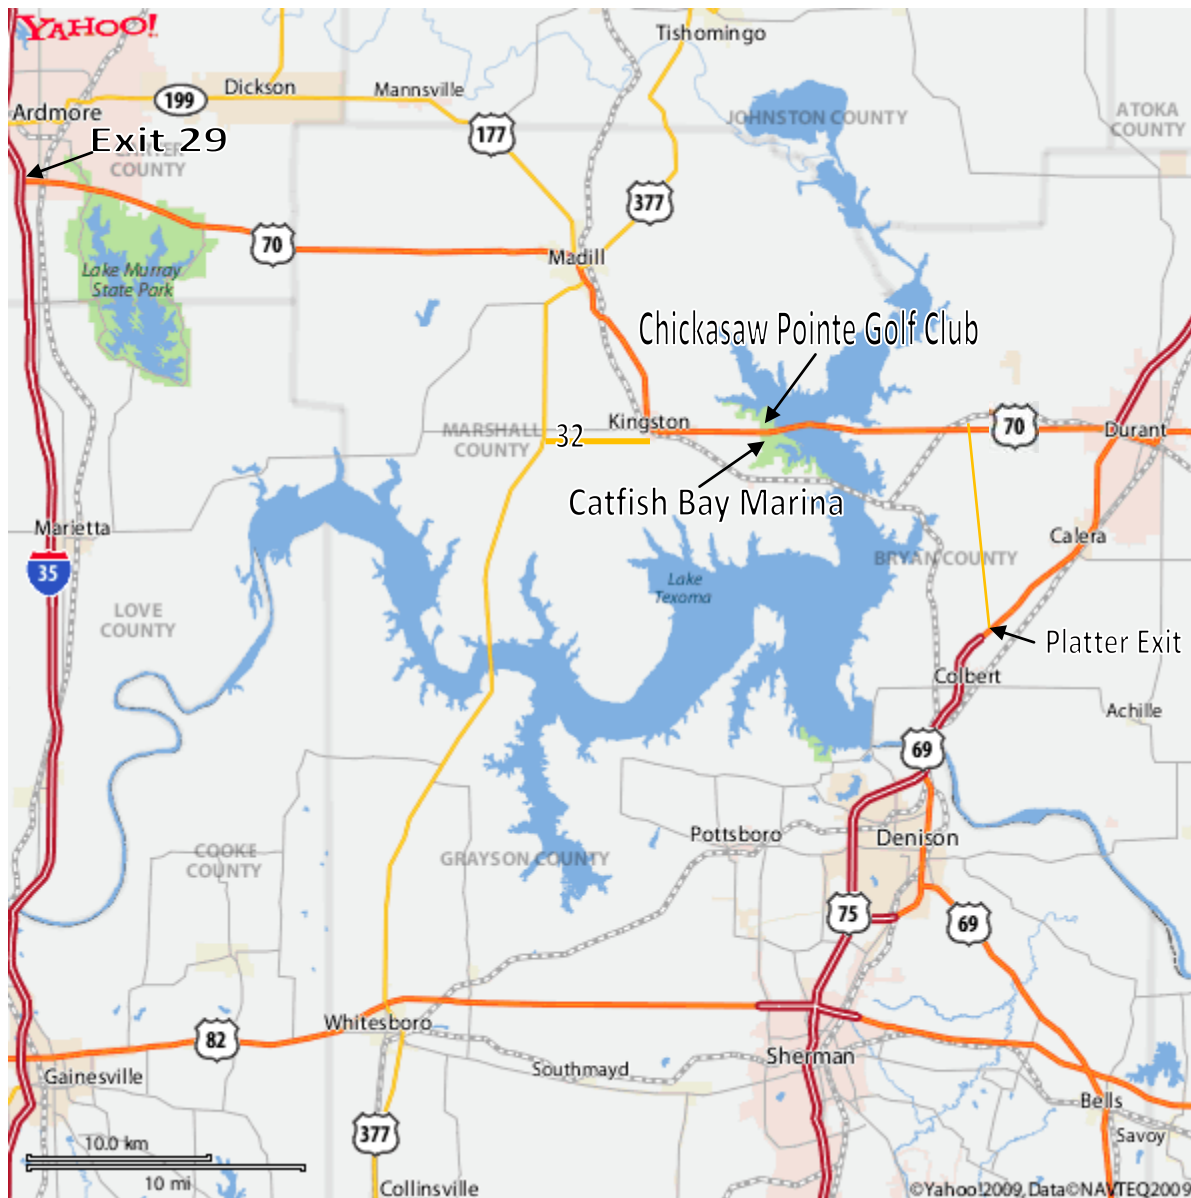 YAHOO!
Tishomingo
Dickson
Mannsville
199
Ardmore
JOHNSTON COUNTY
ATOKA
COUNTY
177
Exit 29
CARTER
COUNTY
377
70
Madill
Lake Murray
State Park
Chickasaw Pointe Golf Club
MARSHALL
COUNTY
32
Kingston
70
Durant
Catfish Bay Marina
Marietta
Calera
BRYAN COUNTY
35
Lake
Texoma
LOVE
COUNTY
Platter Exit
Colbert
Achille
69
Pottsboro
Denison
COOKE
COUNTY
GRAYSON COUNTY
75
69
Whitesboro
82
Sherman
Southmayd
Gainesville
Bells
377
Savoy
10.0 km
10 mi
Collinsville
©Yahoo!2009, Data©NAVTEQ2009